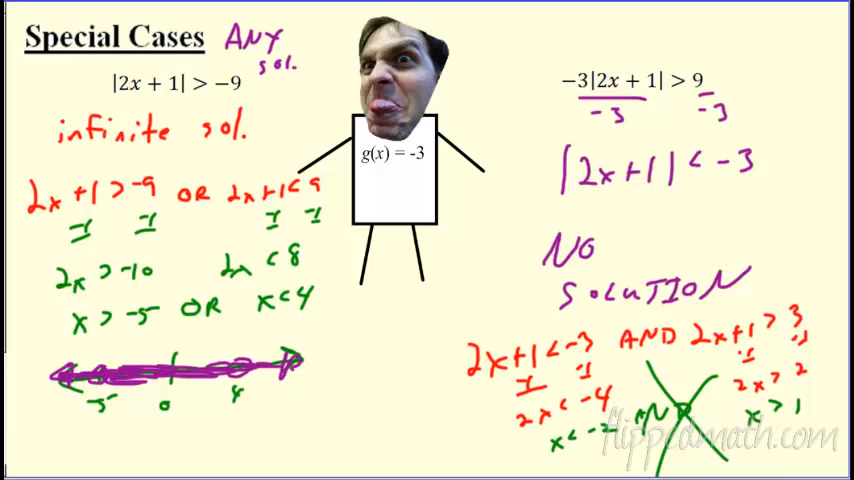 Special Cases ANY
sol.
|2x + 1| > −9
infinite sol.
2x+1 > -9 OR 2x+1 < 9
-1 -1 -1 -1
2x > -10 2x < 8
x > -5 OR x < 4
-5 0 4
g(x) = -3
−3|2x + 1| > 9
-3 -3
|2x+1| < -3
NO
SOLUTION
2x+1 < -3 AND 2x+1 > 3
-1 -1 -1 -1
2x < -4 2x > 2
x < -2 AND x > 1
flippedmath.com